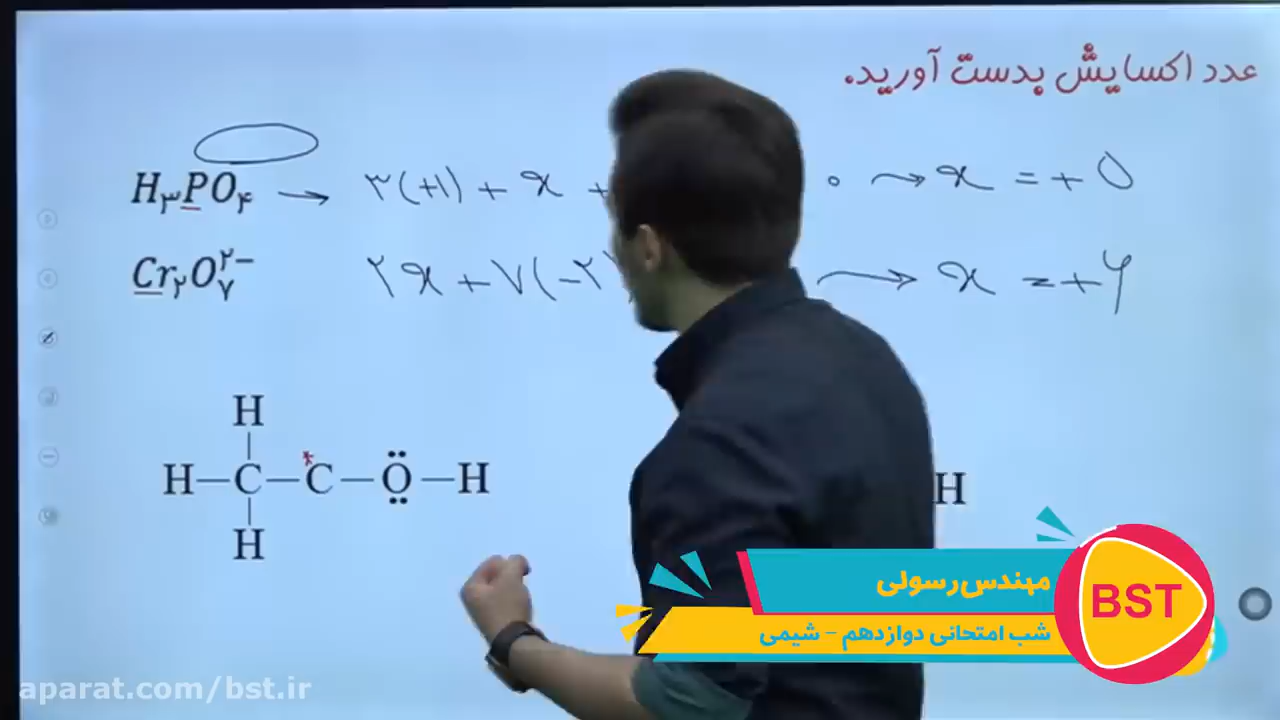 عدد اکسایش بدست آورید.
H۳PO۴ → ۳(+۱) + x + ۰ → x = +۵
Cr۲O۷۲− ۲x + ۷(−۲) → x = +۶
H
H—C—C—O—H
H
H
مهندس رسولی
شب امتحانی دوازدهم - شیمی
BST
aparat.com/bst.ir